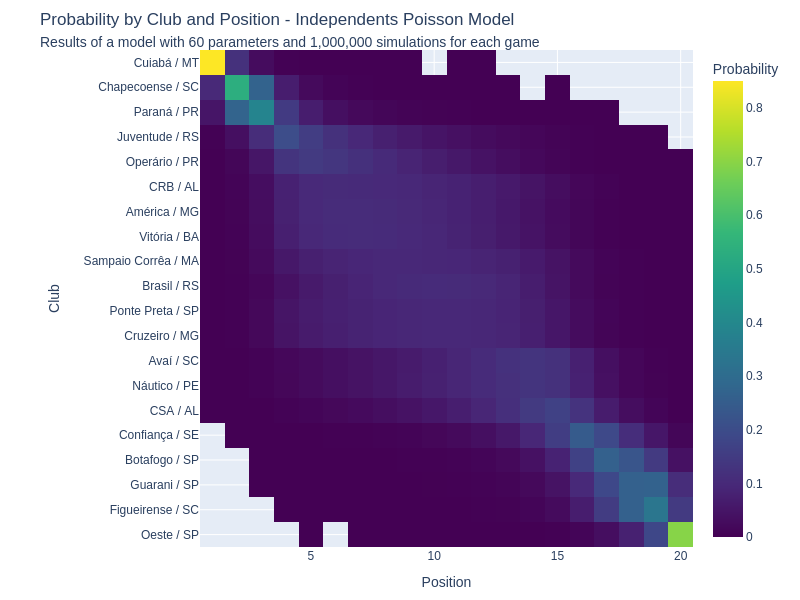 Probability by Club and Position - Independents Poisson Model
Results of a model with 60 parameters and 1,000,000 simulations for each game
Probability
Club
Cuiabá / MT
Chapecoense / SC
Paraná / PR
Juventude / RS
Operário / PR
CRB / AL
América / MG
Vitória / BA
Sampaio Corrêa / MA
Brasil / RS
Ponte Preta / SP
Cruzeiro / MG
Avaí / SC
Náutico / PE
CSA / AL
Confiança / SE
Botafogo / SP
Guarani / SP
Figueirense / SC
Oeste / SP
5 10 15 20
Position
0.8
0.7
0.6
0.5
0.4
0.3
0.2
0.1
0